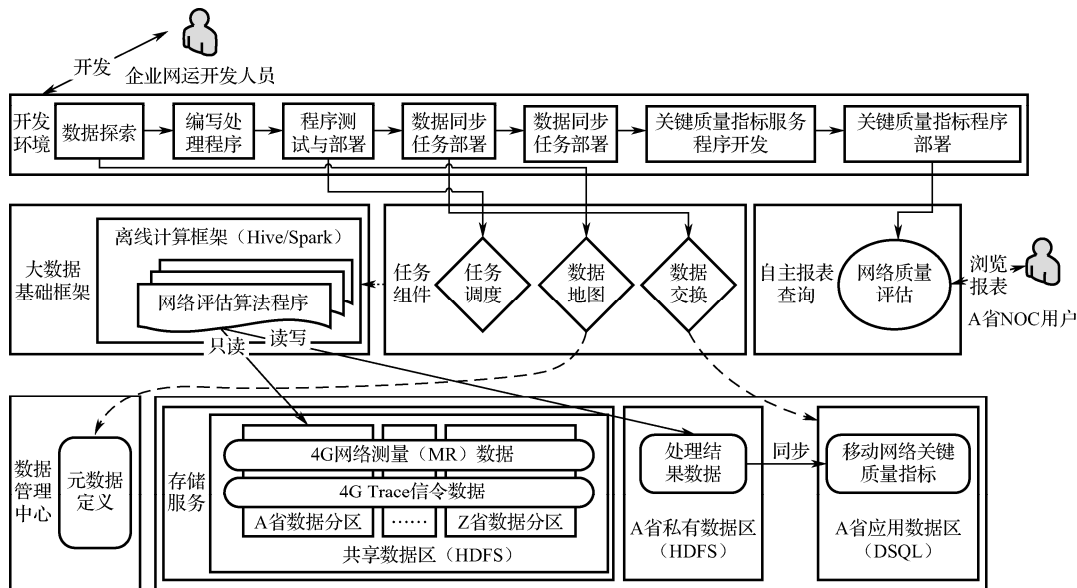 开发
企业网运开发人员
开发
环境
数据探索
编写处
理程序
程序测
试与部署
数据同步
任务部署
数据同步
任务部署
关键质量指标服务
程序开发
关键质量指标程序
部署
大数据
基础框架
离线计算框架（Hive/Spark）
网络评估算法程序
任务
组件
任务
调度
数据
地图
数据
交换
自主报表
查询
网络质量
评估
浏览
报表
A省NOC用户
只读
读写
数据
管理
中心
元数据
定义
存储
服务
4G网络测量（MR）数据
4G Trace信令数据
A省数据分区
……
Z省数据分区
共享数据区（HDFS）
处理结
果数据
A省私有数据区
（HDFS）
同步
移动网络关键
质量指标
A省应用数据区
（DSQL）